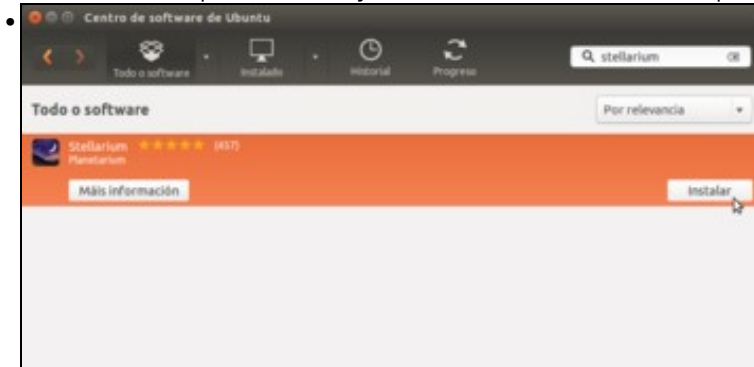 Centro de software de Ubuntu
Todo o software
Instalado
Historial
Progreso
stellarium
Todo o software
Por relevancia
Stellarium (457)
Planetarium
Máis información
Instalar